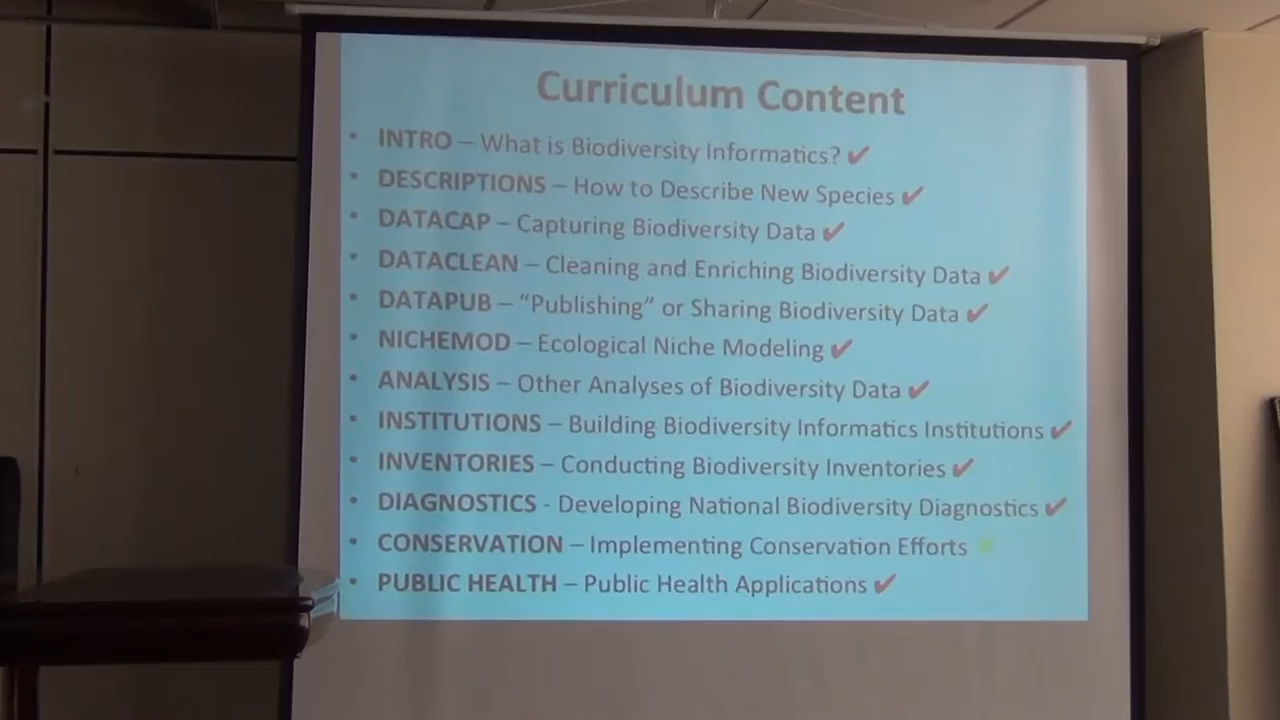 Curriculum Content
• INTRO – What is Biodiversity Informatics? ✔
• DESCRIPTIONS – How to Describe New Species ✔
• DATACAP – Capturing Biodiversity Data ✔
• DATACLEAN – Cleaning and Enriching Biodiversity Data ✔
• DATAPUB – “Publishing” or Sharing Biodiversity Data ✔
• NICHEMOD – Ecological Niche Modeling ✔
• ANALYSIS – Other Analyses of Biodiversity Data ✔
• INSTITUTIONS – Building Biodiversity Informatics Institutions ✔
• INVENTORIES – Conducting Biodiversity Inventories ✔
• DIAGNOSTICS - Developing National Biodiversity Diagnostics ✔
• CONSERVATION – Implementing Conservation Efforts
• PUBLIC HEALTH – Public Health Applications ✔